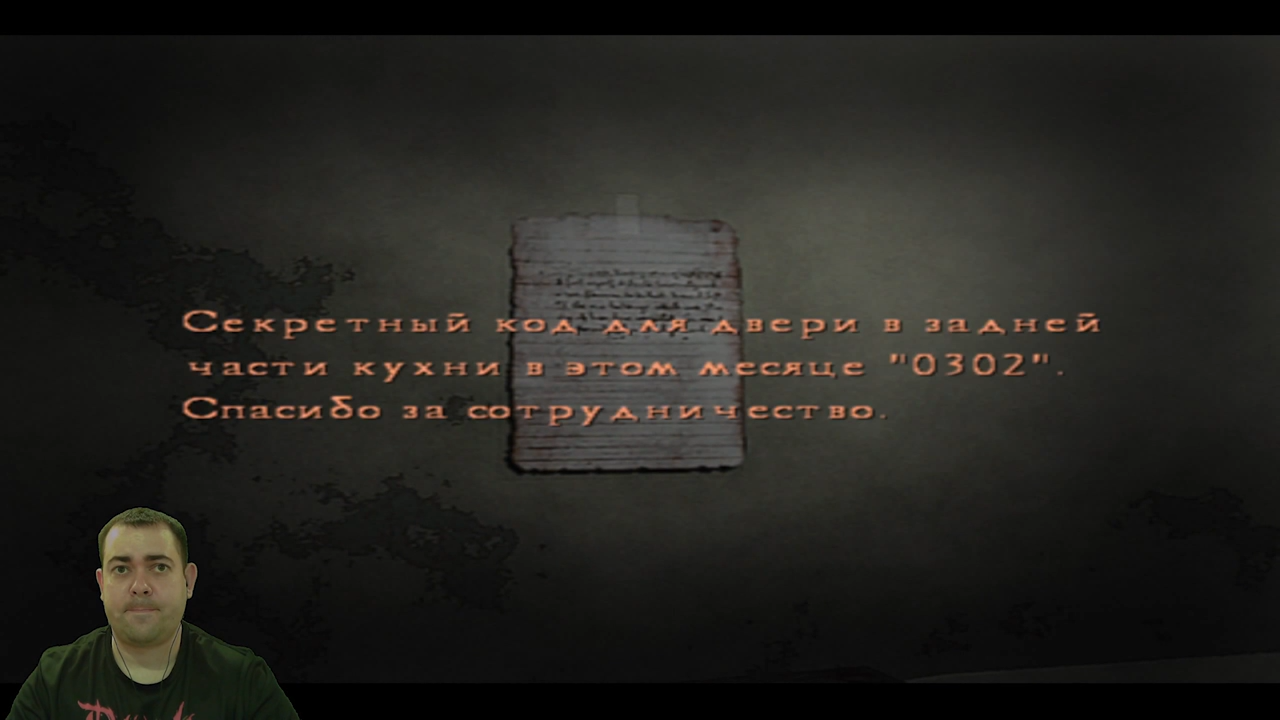 Секретный код для двери в задней
части кухни в этом месяце "0302".
Спасибо за сотрудничество.